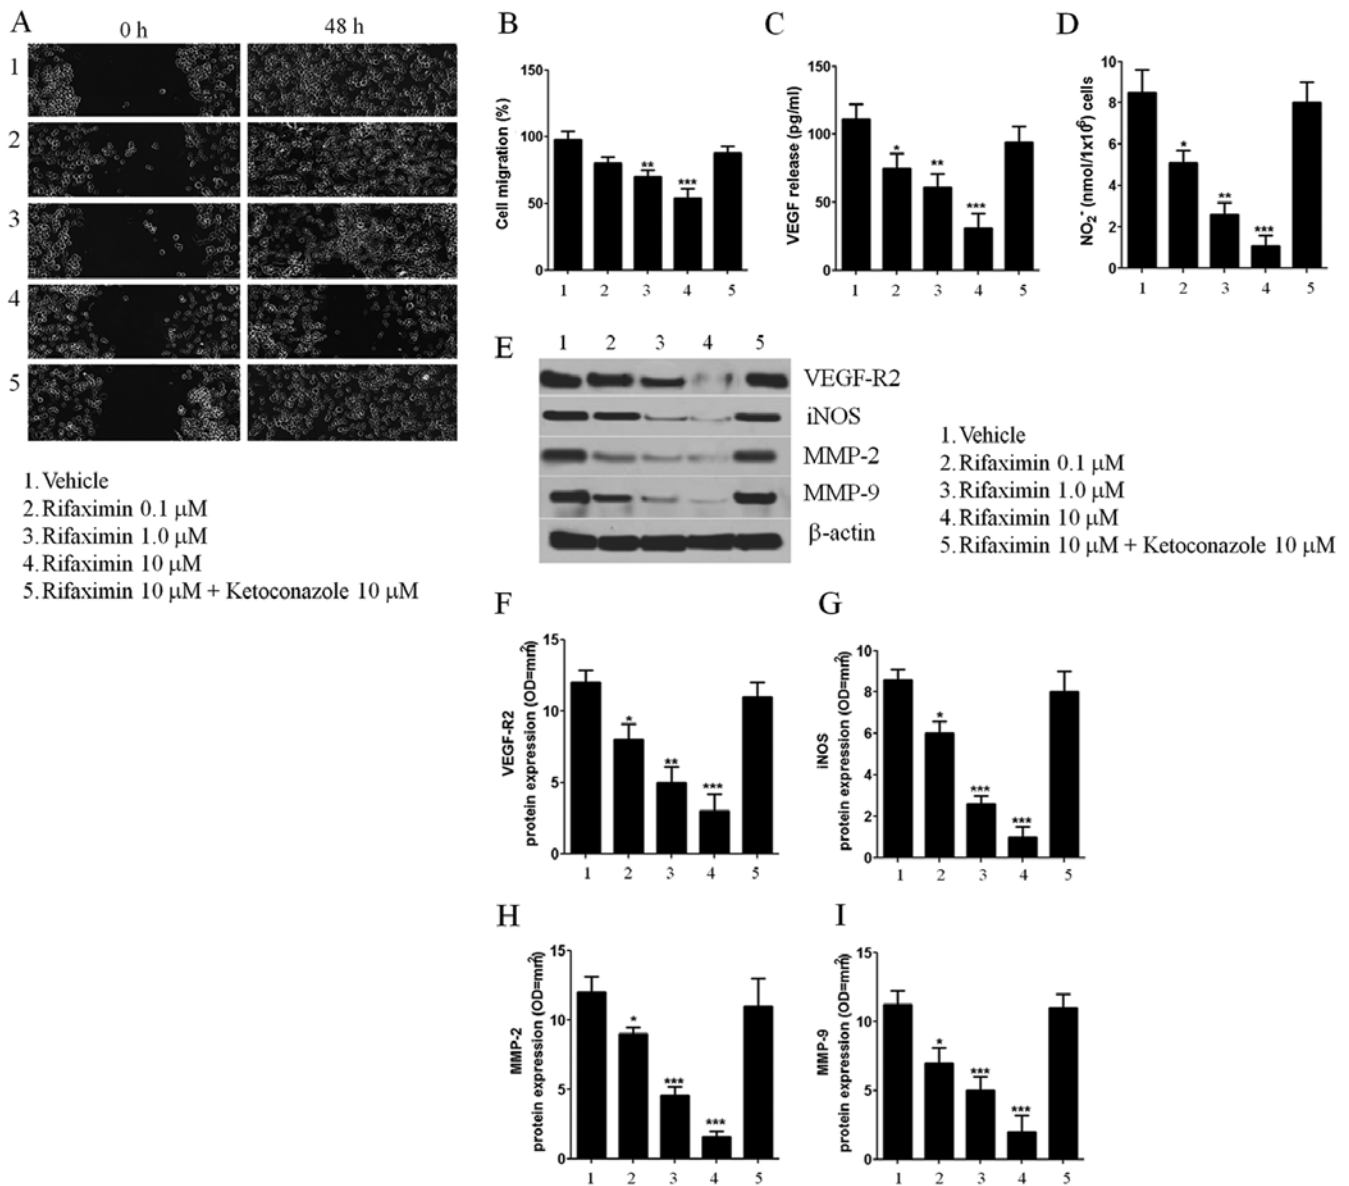 A
0 h
48 h
1
2
3
4
5
1. Vehicle
2. Rifaximin 0.1 µM
3. Rifaximin 1.0 µM
4. Rifaximin 10 µM
5. Rifaximin 10 µM + Ketoconazole 10 µM
B
Cell migration (%)
150
100
50
0
1 2 3 4 5
** ***
C
VEGF release (pg/ml)
150
100
50
0
1 2 3 4 5
* ** ***
D
NO2- (nmol/1x10^6) cells
10
8
6
4
2
0
1 2 3 4 5
* ** ***
E
1 2 3 4 5
VEGF-R2
iNOS
MMP-2
MMP-9
β-actin
1. Vehicle
2. Rifaximin 0.1 µM
3. Rifaximin 1.0 µM
4. Rifaximin 10 µM
5. Rifaximin 10 µM + Ketoconazole 10 µM
F
VEGF-R2
protein expression (OD=mm²)
15
10
5
0
1 2 3 4 5
* ** ***
G
iNOS
protein expression (OD=mm²)
10
8
6
4
2
0
1 2 3 4 5
* *** ***
H
MMP-2
protein expression (OD=mm²)
15
10
5
0
1 2 3 4 5
* *** ***
I
MMP-9
protein expression (OD=mm²)
15
10
5
0
1 2 3 4 5
* *** ***